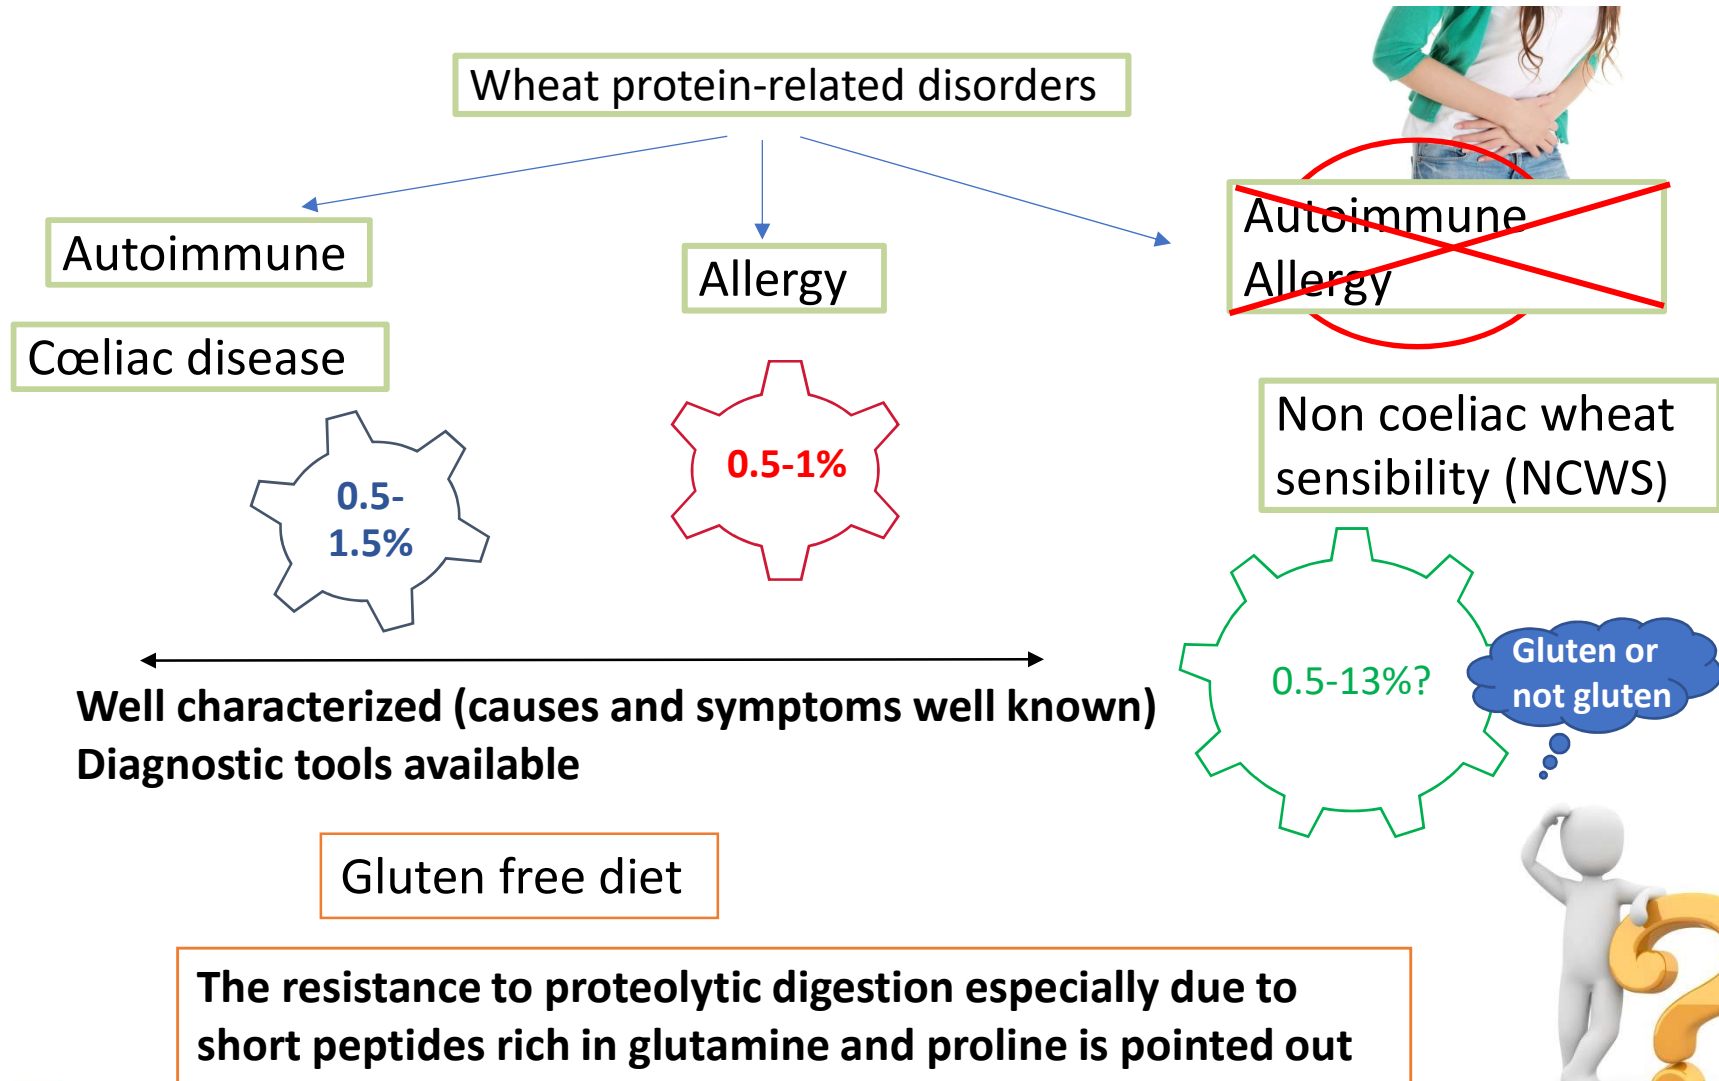 Wheat protein-related disorders
Autoimmune
Cœliac disease
Allergy
Autoimmune
Allergy
Non coeliac wheat
sensibility (NCWS)
0.5-
1.5%
0.5-1%
0.5-13%?
Gluten or
not gluten
Well characterized (causes and symptoms well known)
Diagnostic tools available
Gluten free diet
The resistance to proteolytic digestion especially due to
short peptides rich in glutamine and proline is pointed out